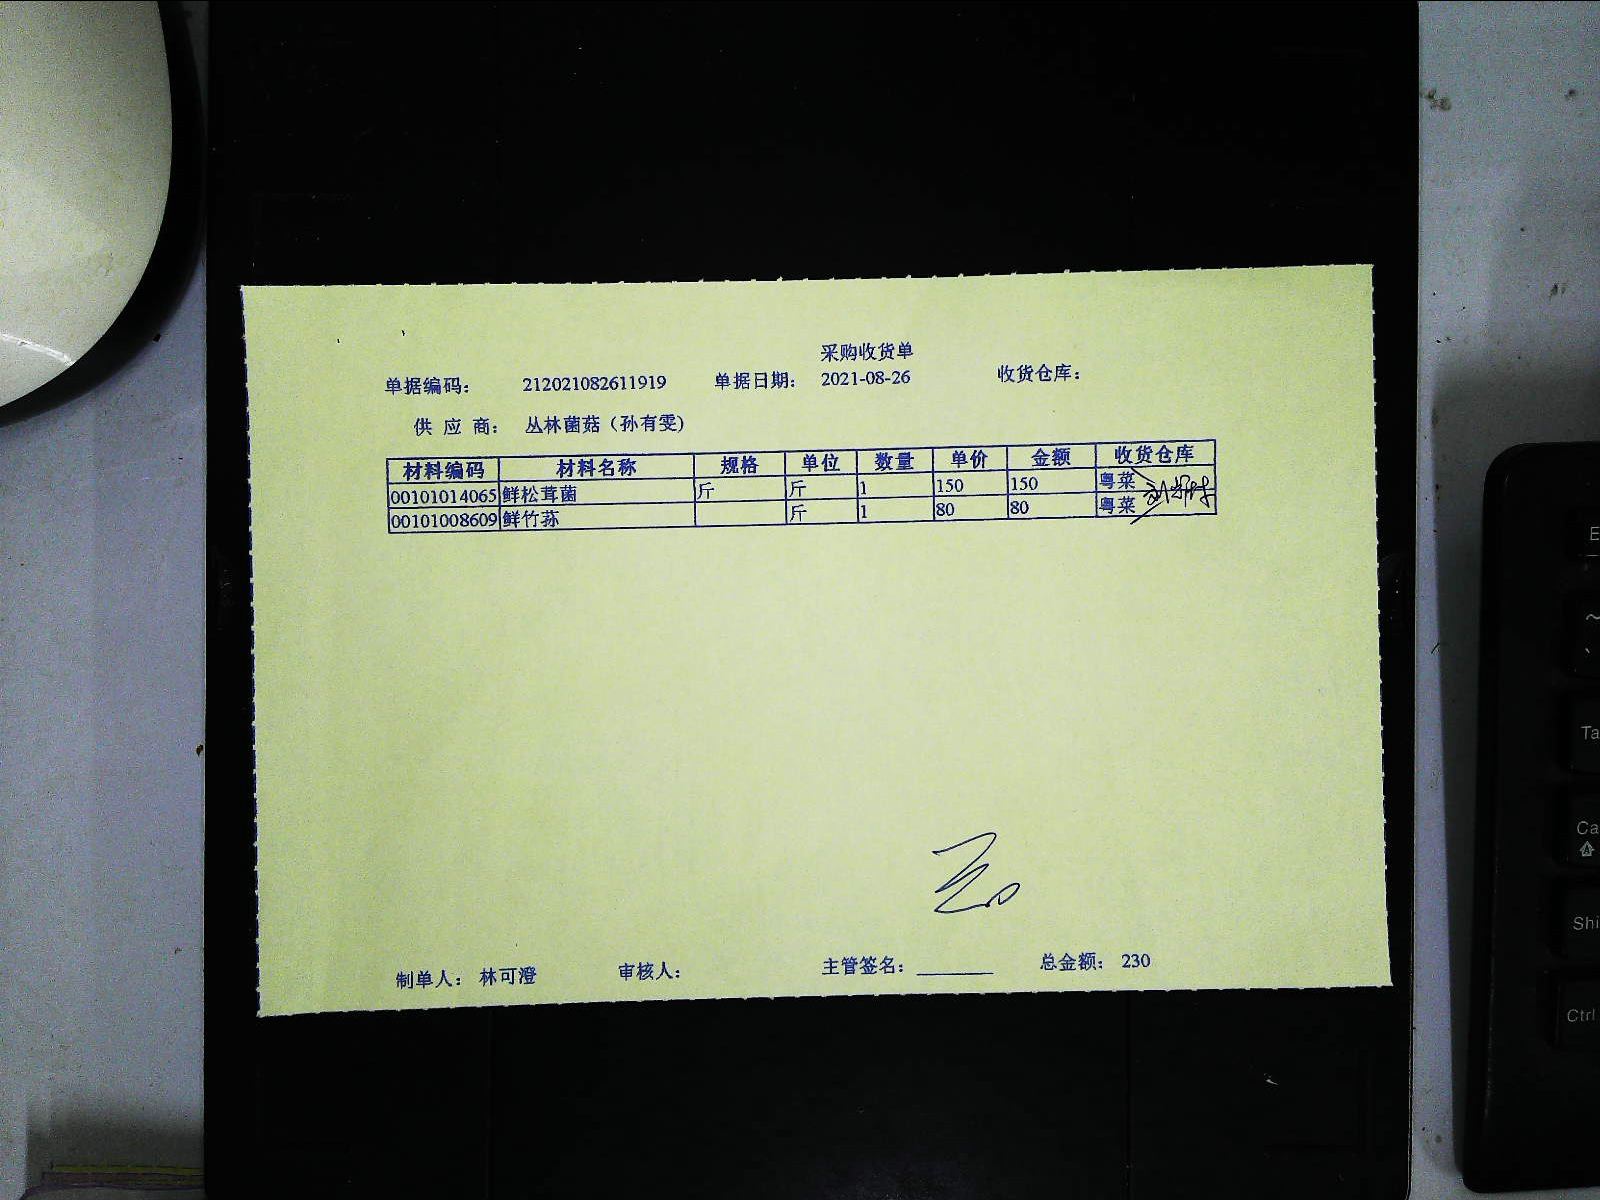 采购收货单
单据编码： 212021082611919 单据日期： 2021-08-26 收货仓库：
供 应 商： 丛林菌菇（孙有雯)
材料编码 材料名称 规格 单位 数量 单价 金额 收货仓库
00101014065 鲜松茸菌 斤 斤 1 150 150 粤菜
00101008609 鲜竹荪 斤 1 80 80 粤菜
制单人： 林可澄 审核人： 主管签名： 总金额： 230
E
~
、
Ta
Ca
Shi
Ctrl